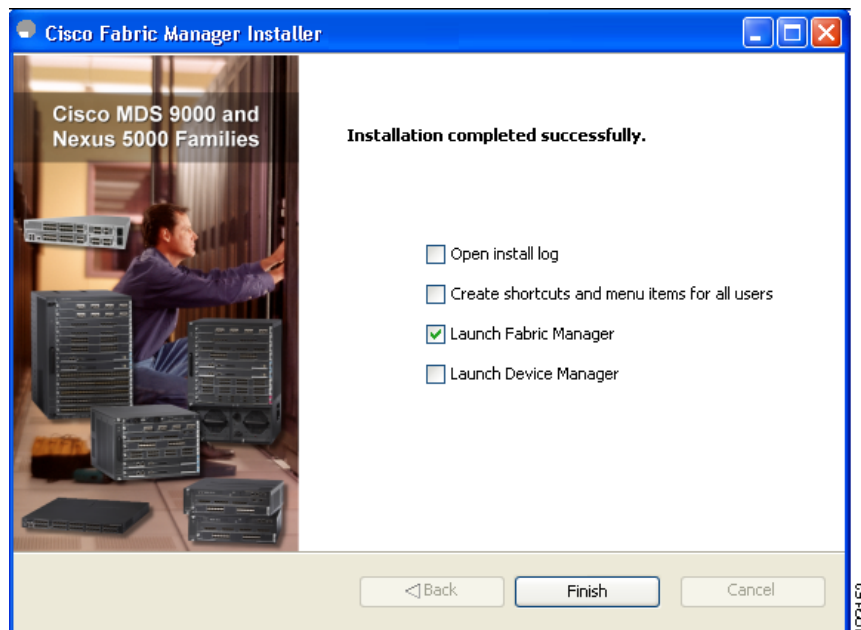 Cisco Fabric Manager Installer
Cisco MDS 9000 and
Nexus 5000 Families
Installation completed successfully.
Open install log
Create shortcuts and menu items for all users
Launch Fabric Manager
Launch Device Manager
Back
Finish
Cancel